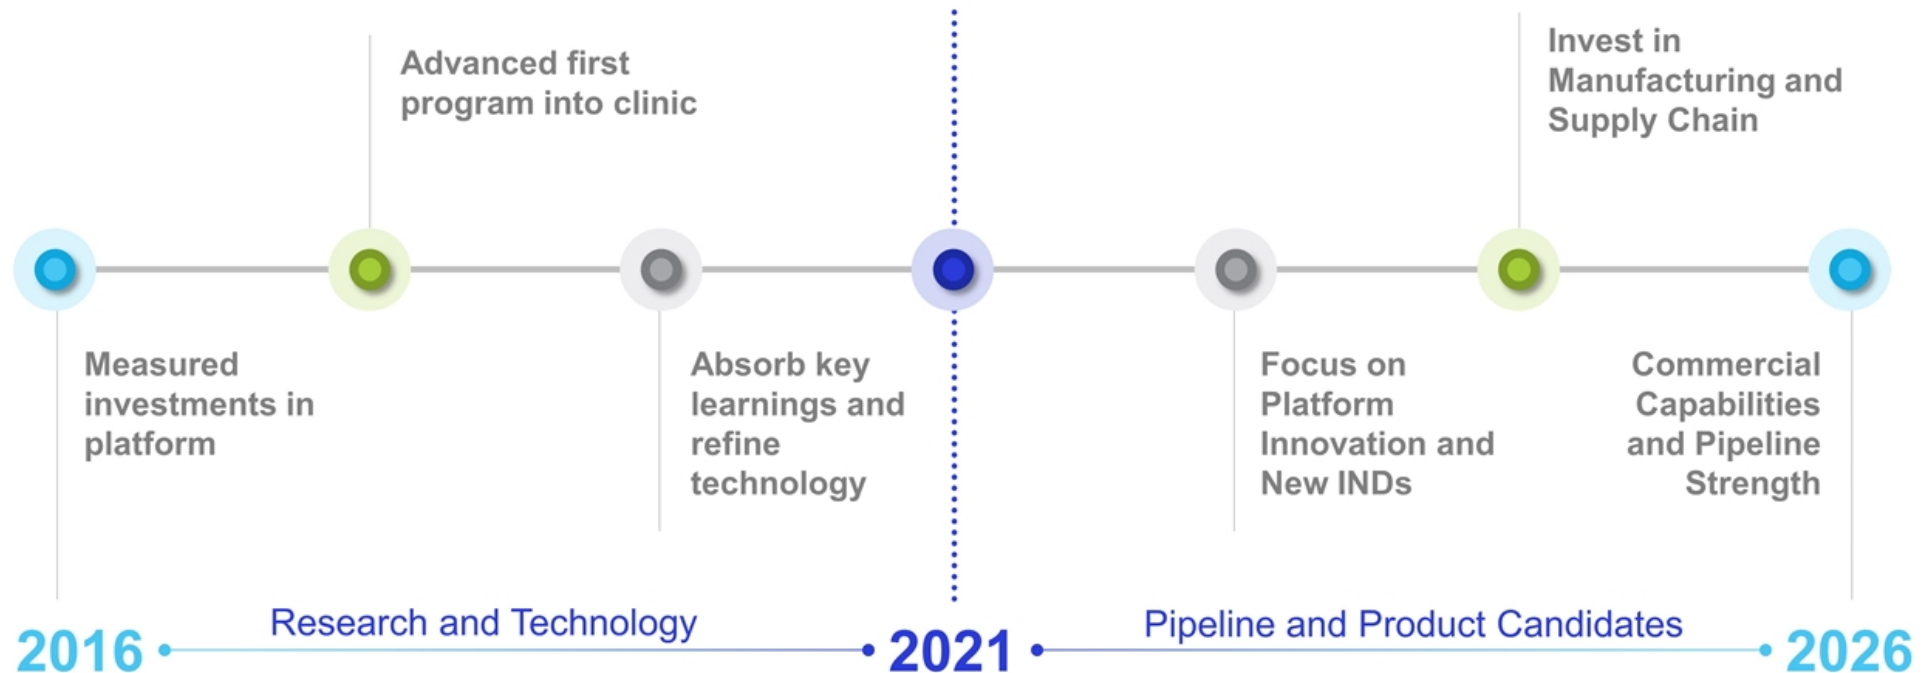 Advanced first
program into clinic
Invest in
Manufacturing and
Supply Chain
Measured
investments in
platform
Absorb key
learnings and
refine
technology
Focus on
Platform
Innovation and
New INDs
Commercial
Capabilities
and Pipeline
Strength
2016
Research and Technology
2021
Pipeline and Product Candidates
2026